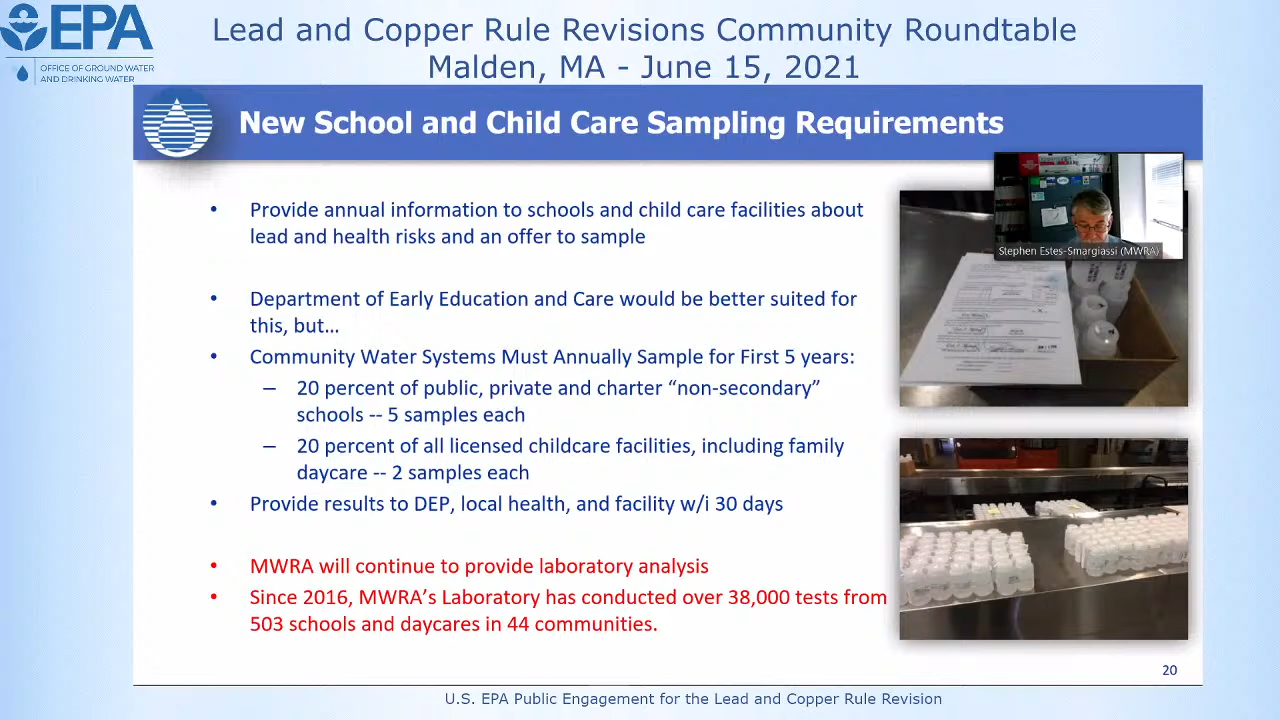 EPA
OFFICE OF GROUND WATER
AND DRINKING WATER
Lead and Copper Rule Revisions Community Roundtable
Malden, MA - June 15, 2021
New School and Child Care Sampling Requirements
• Provide annual information to schools and child care facilities about
lead and health risks and an offer to sample
• Department of Early Education and Care would be better suited for
this, but…
• Community Water Systems Must Annually Sample for First 5 years:
– 20 percent of public, private and charter “non-secondary”
schools -- 5 samples each
– 20 percent of all licensed childcare facilities, including family
daycare -- 2 samples each
• Provide results to DEP, local health, and facility w/i 30 days
• MWRA will continue to provide laboratory analysis
• Since 2016, MWRA’s Laboratory has conducted over 38,000 tests from
503 schools and daycares in 44 communities.
Stephen Estes-Smargiassi (MWRA)
20
U.S. EPA Public Engagement for the Lead and Copper Rule Revision